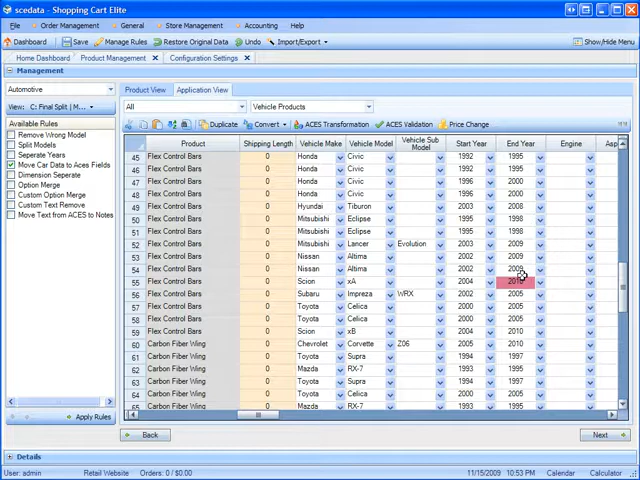 scedata - Shopping Cart Elite
File Order Management General Store Management Accounting Help
Dashboard Save Manage Rules Restore Original Data Undo Import/Export Show/Hide Menu
Home Dashboard Product Management Configuration Settings
Management
Automotive
View: C: Final Split | M...
Available Rules
Remove Wrong Model
Split Models
Seperate Years
Move Car Data to Aces Fields
Dimension Seperate
Option Merge
Custom Option Merge
Custom Text Remove
Move Text from ACES to Notes
Apply Rules
Product View Application View
All Vehicle Products
Duplicate Convert ACES Transformation ACES Validation Price Change
Product Shipping Length Vehicle Make Vehicle Model Vehicle Sub Model Start Year End Year Engine Asp
45 Flex Control Bars 0 Honda Civic 1992 1995
46 Flex Control Bars 0 Honda Civic 1992 1995
47 Flex Control Bars 0 Honda Civic 1996 2000
48 Flex Control Bars 0 Honda Civic 1996 2000
49 Flex Control Bars 0 Hyundai Tiburon 2003 2008
50 Flex Control Bars 0 Mitsubishi Eclipse 1995 1998
51 Flex Control Bars 0 Mitsubishi Eclipse 1995 1998
52 Flex Control Bars 0 Mitsubishi Lancer Evolution 2003 2009
53 Flex Control Bars 0 Nissan Altima 2002 2009
54 Flex Control Bars 0 Nissan Altima 2002 2009
55 Flex Control Bars 0 Scion xA 2004 2010
56 Flex Control Bars 0 Subaru Impreza WRX 2002 2005
57 Flex Control Bars 0 Toyota Celica 2000 2005
58 Flex Control Bars 0 Toyota Celica 2000 2005
59 Flex Control Bars 0 Scion xB 2004 2010
60 Carbon Fiber Wing 0 Chevrolet Corvette Z06 2005 2010
61 Carbon Fiber Wing 0 Toyota Supra 1994 1997
62 Carbon Fiber Wing 0 Mazda RX-7 1993 1995
63 Carbon Fiber Wing 0 Toyota Supra 1994 1997
64 Carbon Fiber Wing 0 Toyota Celica 2000 2005
65 Carbon Fiber Wing 0 Mazda RX-7 1993 1995
Back Next
Details
User: admin Retail Website Orders: 0 / $0.00 11/15/2009 10:53 PM Calendar Calculator